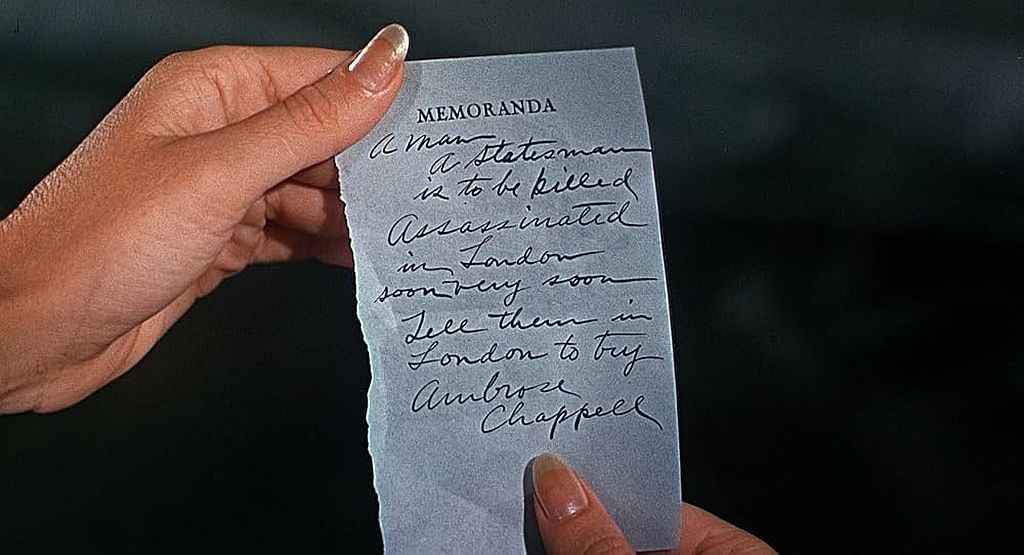 MEMORANDA
A man
A Statesman
is to be killed
Assassinated
in London
soon - very soon
Tell them in
London to try
Ambrose
Chappell